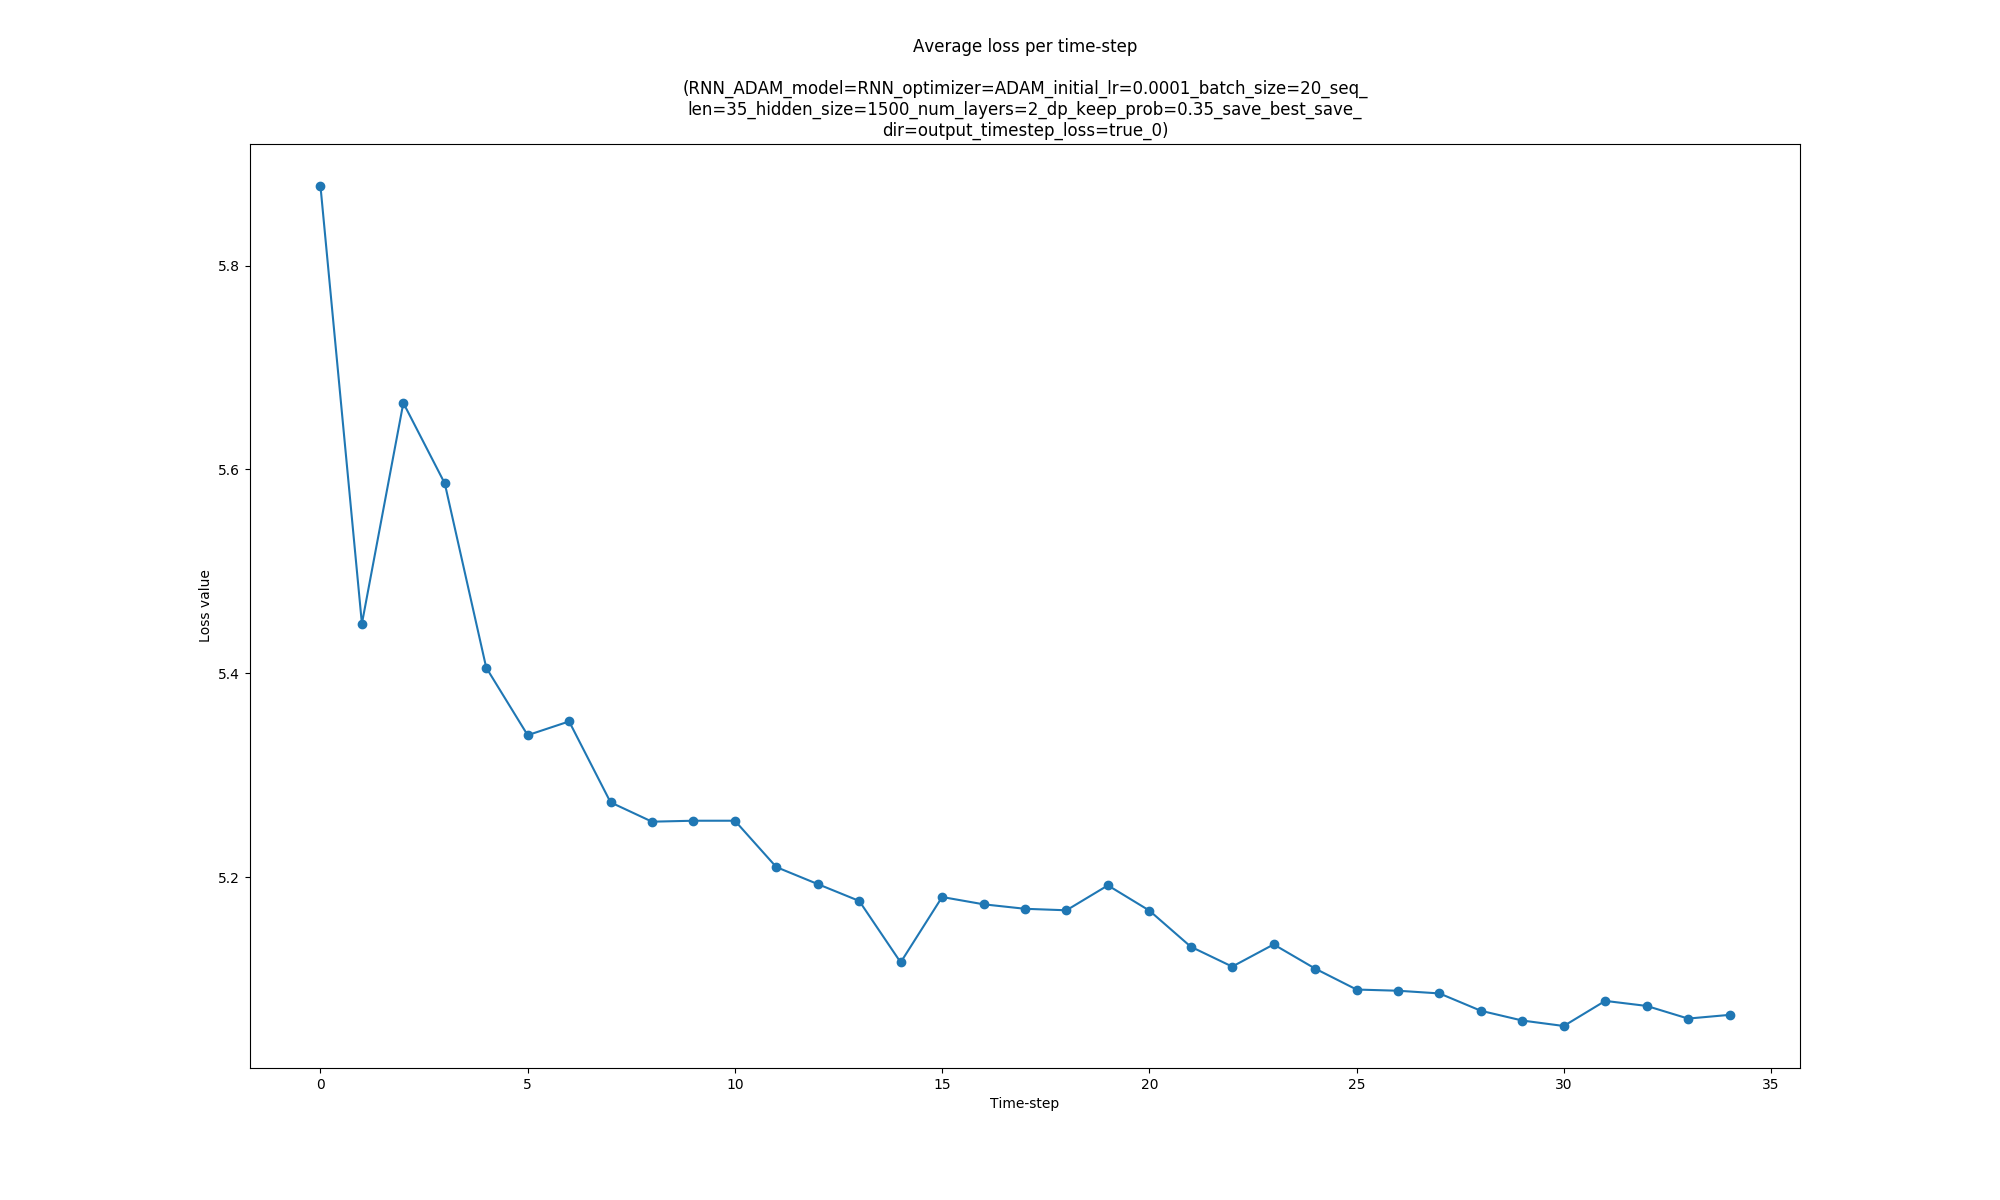 Average loss per time-step
(RNN_ADAM_model=RNN_optimizer=ADAM_initial_lr=0.0001_batch_size=20_seq_
len=35_hidden_size=1500_num_layers=2_dp_keep_prob=0.35_save_best_save_
dir=output_timestep_loss=true_0)
Loss value
5.8
5.6
5.4
5.2
0 5 10 15 20 25 30 35
Time-step